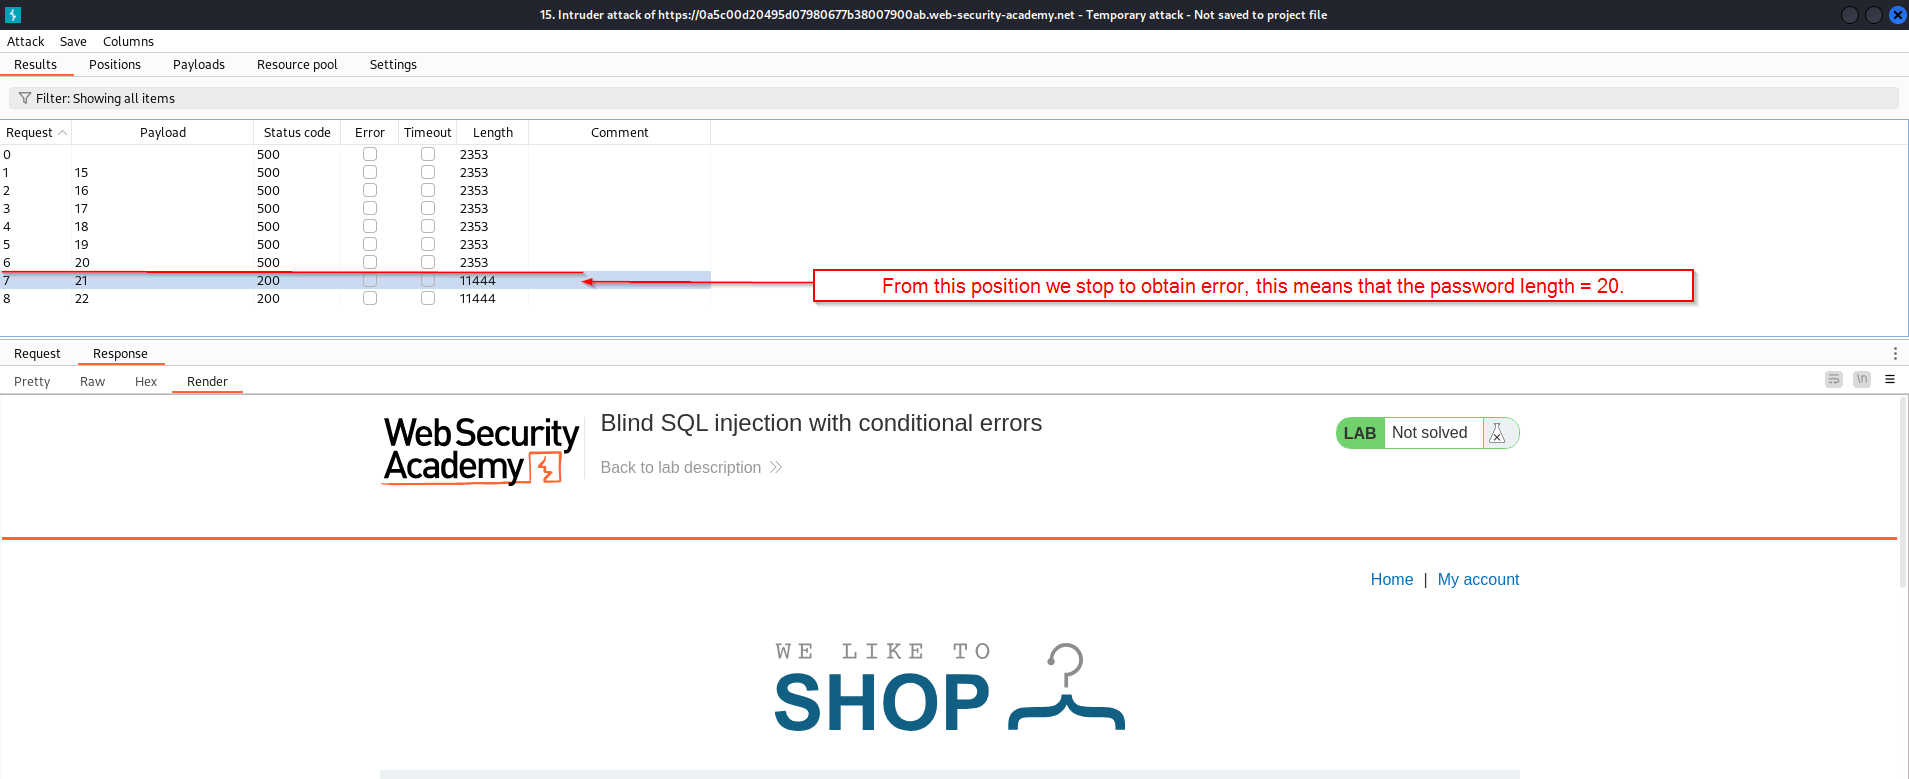 15. Intruder attack of https://0a5c00d20495d07980677b38007900ab.web-security-academy.net - Temporary attack - Not saved to project file
Attack Save Columns
Results Positions Payloads Resource pool Settings
Filter: Showing all items
Request Payload Status code Error Timeout Length Comment
0 500 2353
1 15 500 2353
2 16 500 2353
3 17 500 2353
4 18 500 2353
5 19 500 2353
6 20 500 2353
7 21 200 11444
8 22 200 11444
From this position we stop to obtain error, this means that the password length = 20.
Request Response
Pretty Raw Hex Render
\n
Web Security
Academy
Blind SQL injection with conditional errors
Back to lab description
LAB Not solved
Home | My account
WE LIKE TO
SHOP